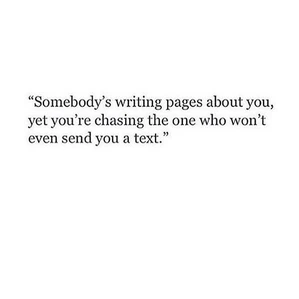 “Somebody’s writing pages about you,
yet you’re chasing the one who won’t
even send you a text.”